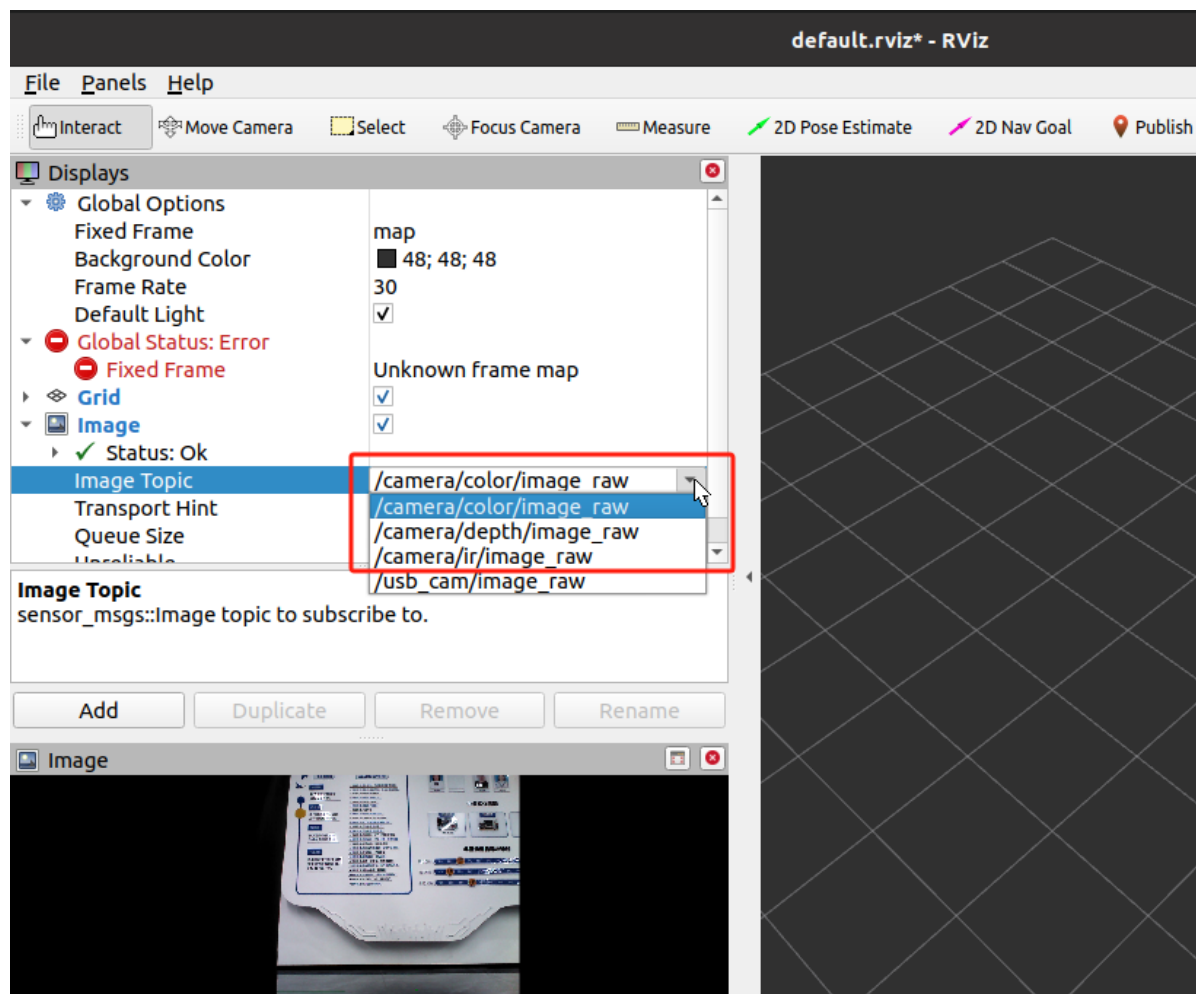 default.rviz* - RViz
File Panels Help
Interact Move Camera Select Focus Camera Measure 2D Pose Estimate 2D Nav Goal Publish
Displays
Global Options
Fixed Frame map
Background Color 48; 48; 48
Frame Rate 30
Default Light
Global Status: Error
Fixed Frame Unknown frame map
Grid
Image
Status: Ok
Image Topic /camera/color/image_raw
/camera/color/image_raw
Transport Hint
/camera/depth/image_raw
Queue Size
/camera/ir/image_raw
Unreliable
/usb_cam/image_raw
Image Topic
sensor_msgs::Image topic to subscribe to.
Add Duplicate Remove Rename
Image